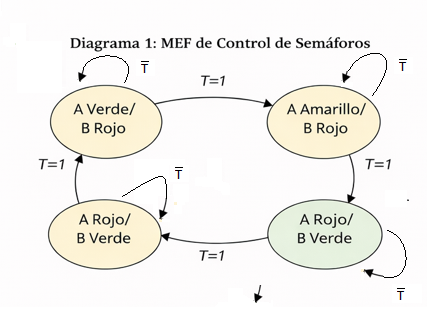 Diagrama 1: MEF de Control de Semáforos
T̅
T̅
T=1
A Verde/
B Rojo
A Amarillo/
B Rojo
T=1
T=1
T̅
A Rojo/
B Verde
A Rojo/
B Verde
T=1
T̅